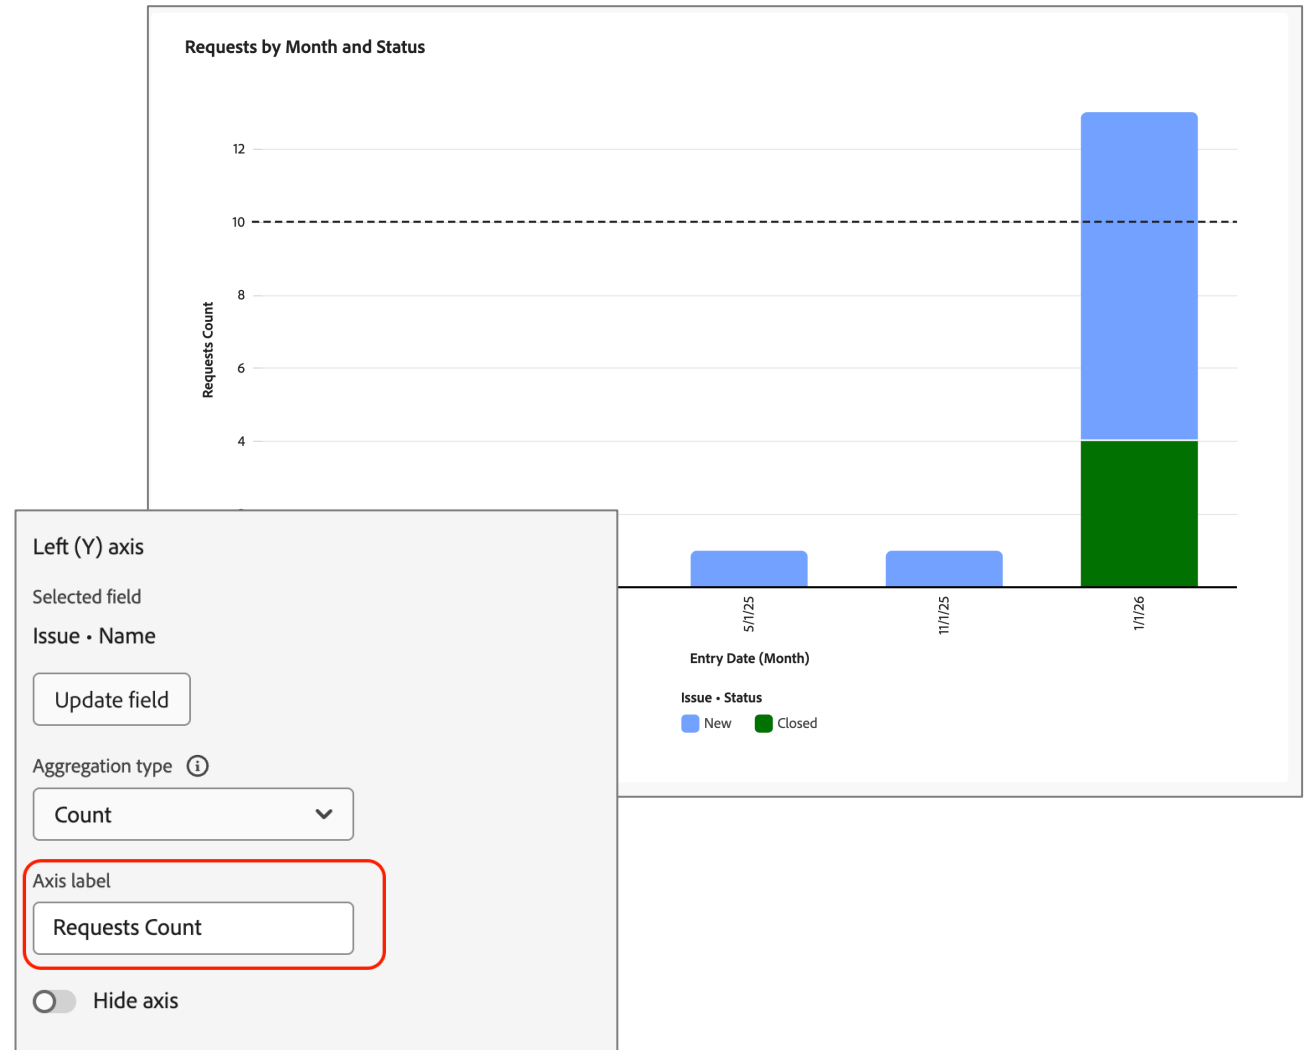 Requests by Month and Status
12
10
8
6
4
Requests Count
5/1/25
11/1/25
1/1/26
Entry Date (Month)
Issue • Status
New
Closed
Left (Y) axis
Selected field
Issue • Name
Update field
Aggregation type
Count
Axis label
Requests Count
Hide axis